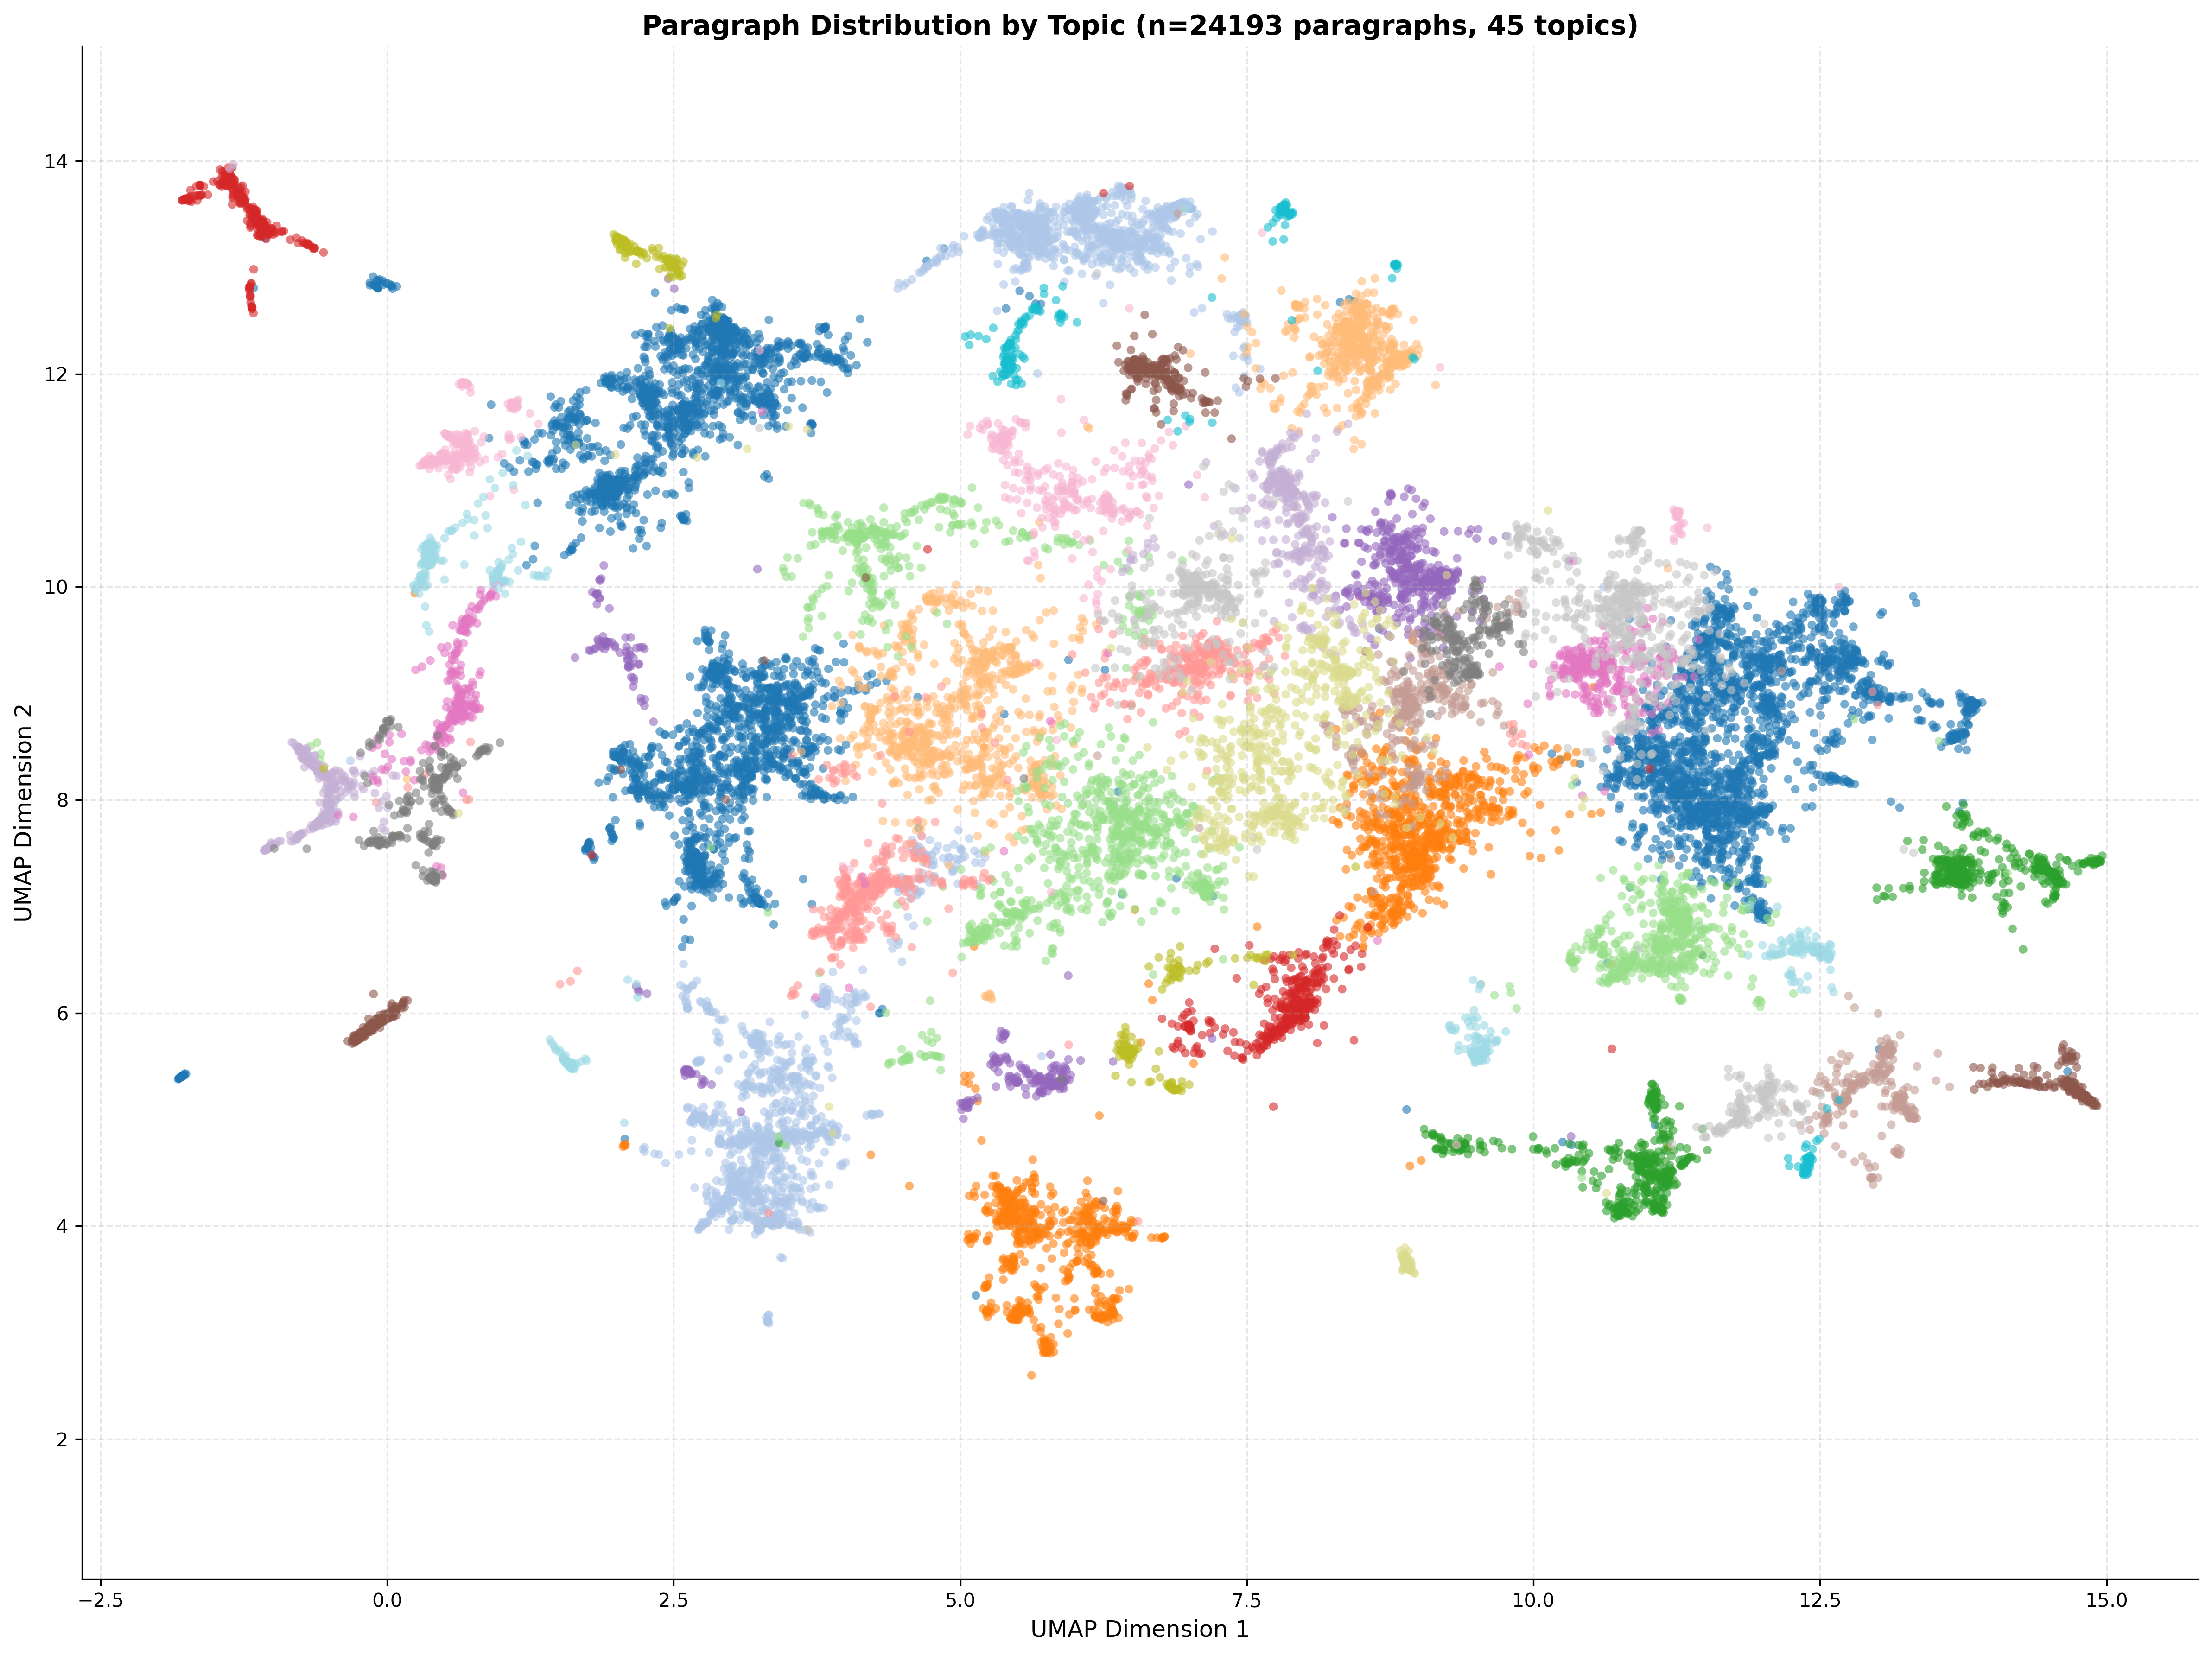 Paragraph Distribution by Topic (n=24193 paragraphs, 45 topics)
UMAP Dimension 2
14
12
10
8
6
4
2
−2.5 0.0 2.5 5.0 7.5 10.0 12.5 15.0
UMAP Dimension 1